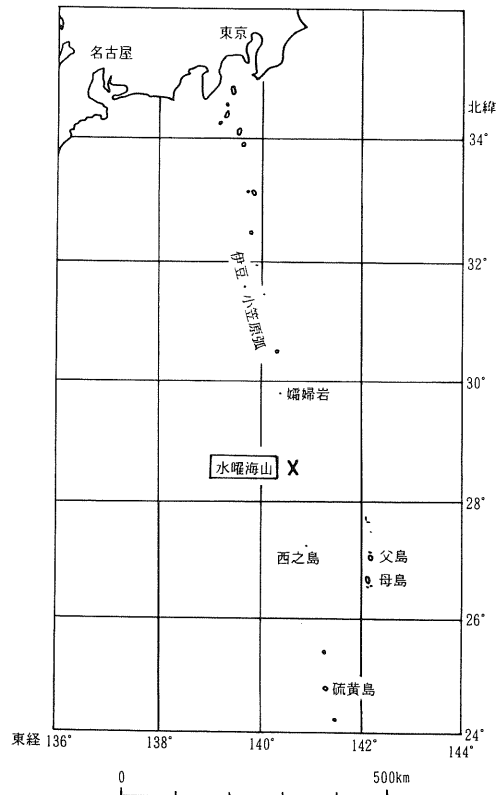 東京
名古屋
北緯
34°
32°
伊豆・小笠原弧
30°
孀婦岩
水曜海山 X
28°
西之島
父島
母島
26°
硫黄島
24°
東経 136° 138° 140° 142° 144°
0 500km